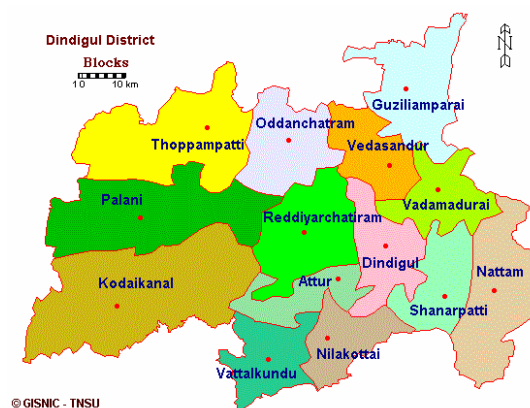 Dindigul District
Blocks
10 0 10 km
N
Guziliamparai
Oddanchatram
Thoppampatti
Vedasandur
Palani
Vadamadurai
Reddiyarchatiram
Dindigul
Nattam
Kodaikanal
Attur
Shanarpatti
Nilakottai
Vattalkundu
© GISNIC - TNSU